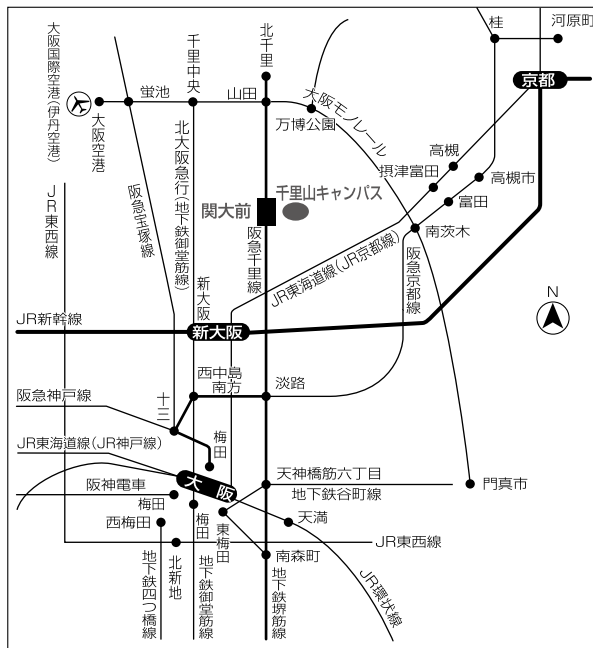 桂
河原町
京都
北千里
千里中央
大阪国際空港(伊丹空港)
蛍池
山田
大阪モノレール
万博公園
大阪空港
北大阪急行(地下鉄御堂筋線)
高槻
摂津富田
高槻市
富田
JR東西線
阪急宝塚線
千里山キャンパス
関大前
南茨木
阪急千里線
JR東海道線(JR京都線)
阪急京都線
新大阪
N
JR新幹線
新大阪
西中島
南方
淡路
阪急神戸線
十三
梅田
JR東海道線(JR神戸線)
天神橋筋六丁目
地下鉄谷町線
門真市
大阪
阪神電車
梅田
西梅田
梅田
東梅田
天満
JR東西線
北新地
南森町
地下鉄四つ橋線
地下鉄御堂筋線
地下鉄堺筋線
JR環状線